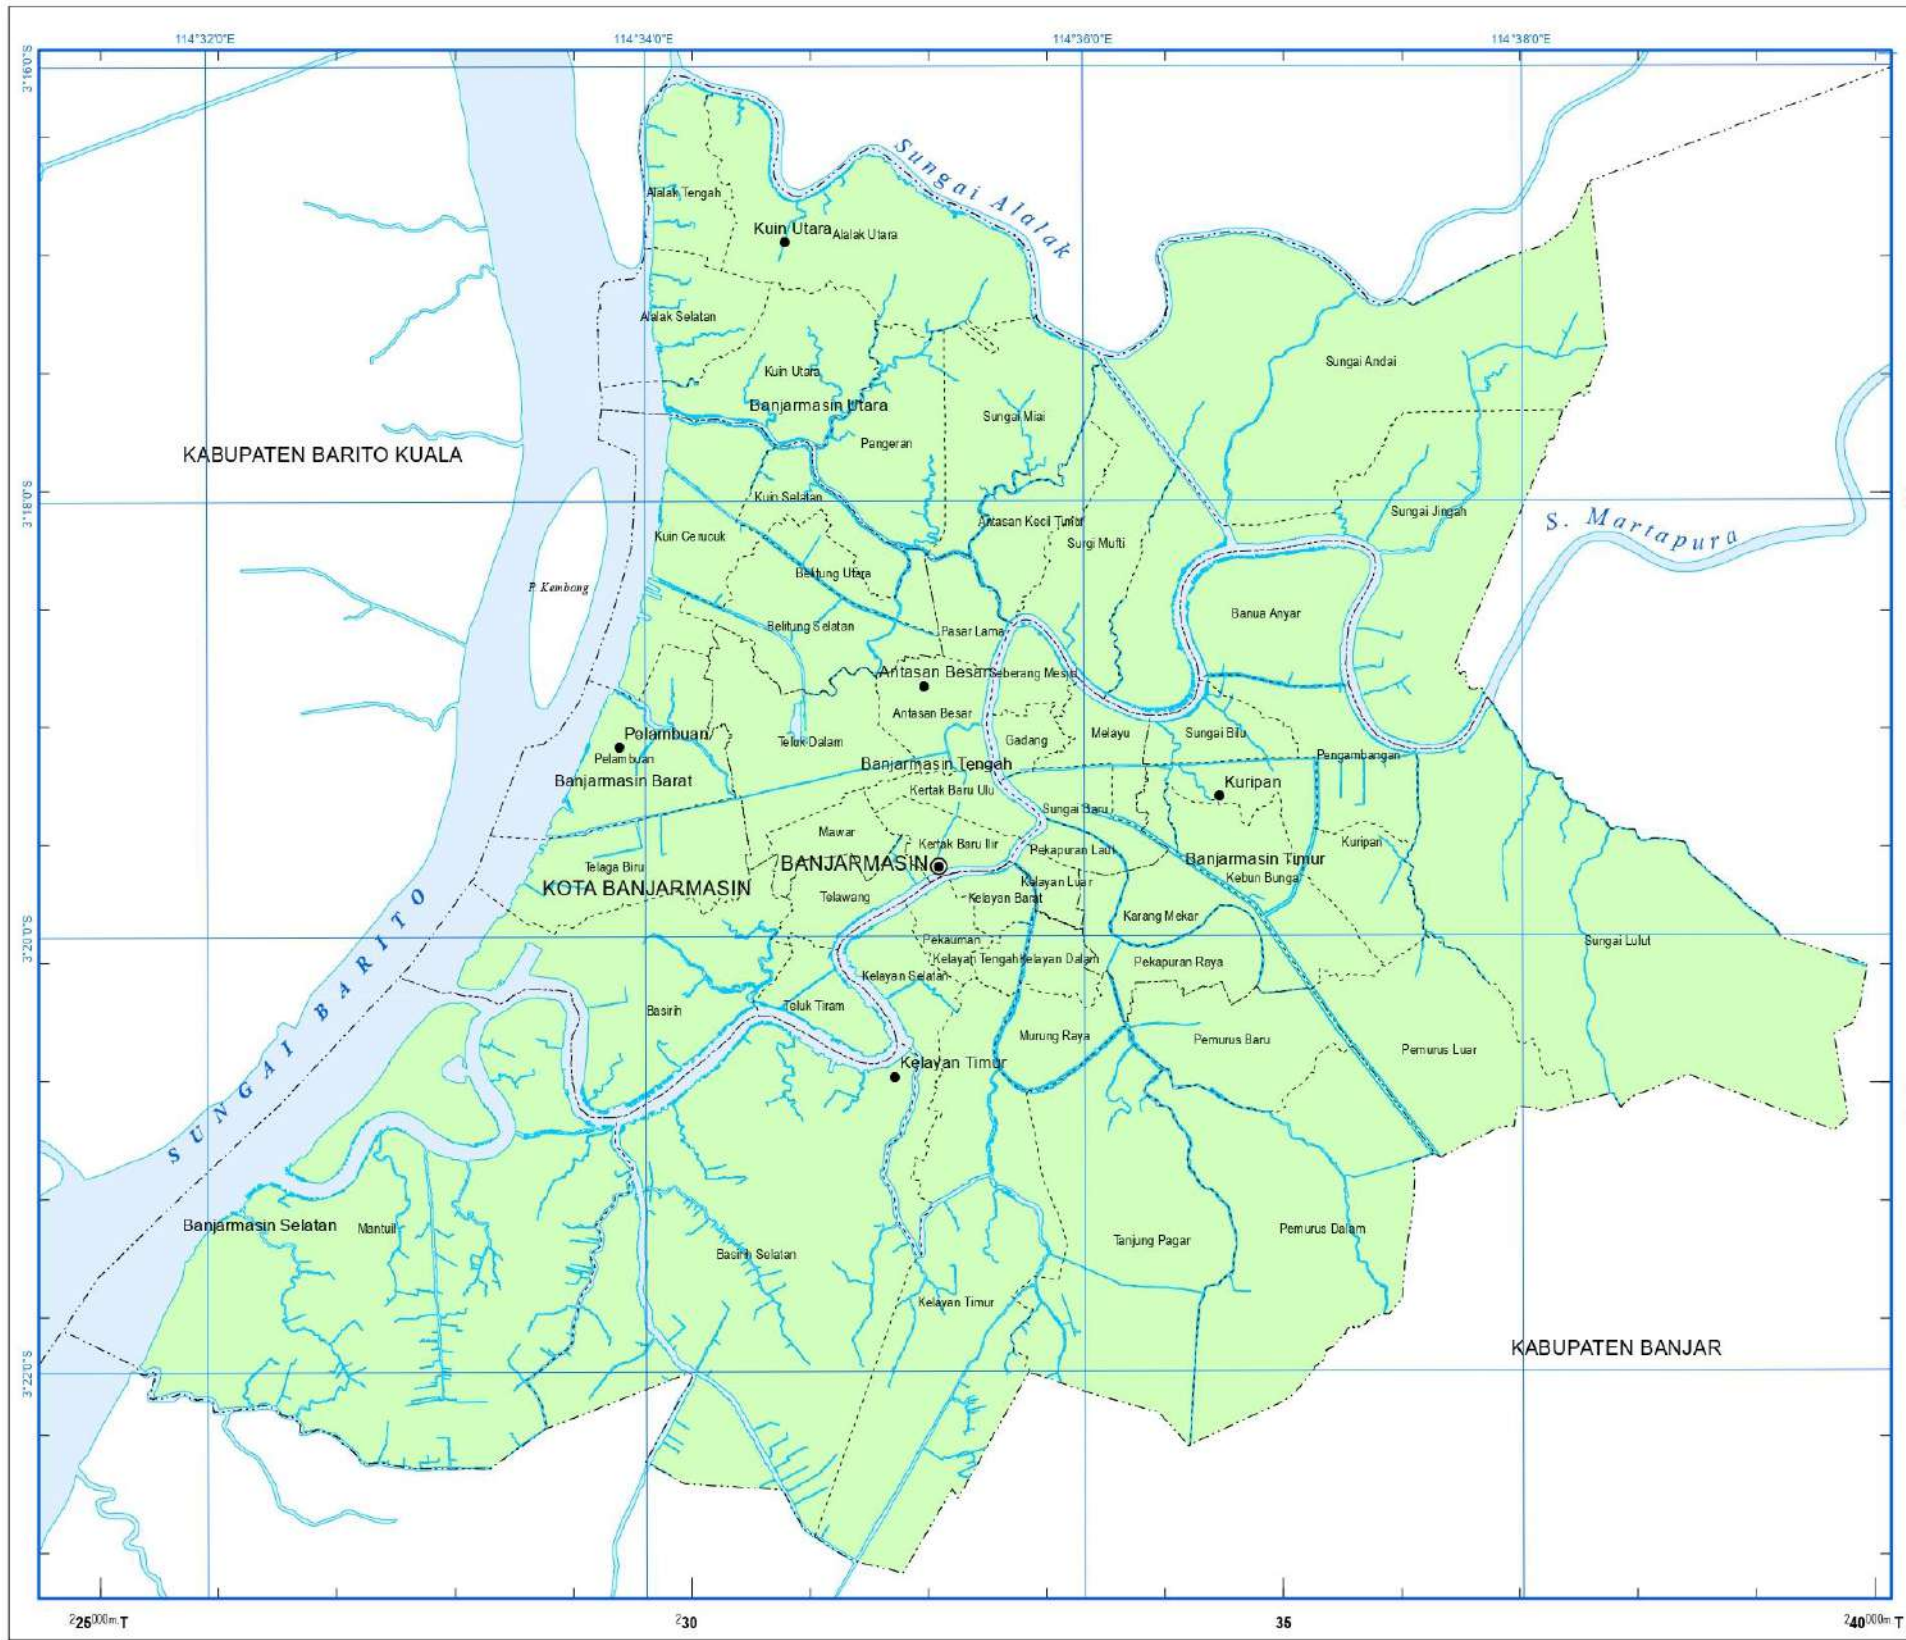 114°32'0"E
114°34'0"E
114°36'0"E
114°38'0"E
3°16'0"S
Sungai Alalak
Alalak Tengah
Kuin Utara
Alalak Utara
Alalak Selatan
Sungai Andai
Kuin Utara
Banjarmasin Utara
Sungai Miai
Pangeran
KABUPATEN BARITO KUALA
3°18'0"S
Kuin Selatan
Sungai Jingah
S. Martapura
Antasan Kecil Timur
Kuin Cerucuk
Surgi Mufti
Belitung Utara
P. Kembang
Banua Anyar
Belitung Selatan
Pasar Lama
Antasan Besar
Seberang Mesjid
Antasan Besar
Pelambuan
Teluk Dalam
Gadang
Melayu
Sungai Bilu
Pelambuan
Pengambangan
Banjarmasin Tengah
Banjarmasin Barat
Kuripan
Kertak Baru Ulu
Sungai Baru
Mawar
Kertak Baru Ilir
Kuripan
Pekapuran Laut
BANJARMASIN
Banjarmasin Timur
Telaga Biru
Kebun Bunga
KOTA BANJARMASIN
Kelayan Luar
Telawang
Kelayan Barat
Karang Mekar
3°20'0"S
Pekauman
Sungai Lulut
Kelayan Tengah
Kelayan Dalam
Pekapuran Raya
Kelayan Selatan
SUNGAI BARITO
Basirih
Teluk Tiram
Murung Raya
Pemurus Baru
Pemurus Luar
Kelayan Timur
Banjarmasin Selatan
Mantuil
Basirih Selatan
Tanjung Pagar
Pemurus Dalam
Kelayan Timur
KABUPATEN BANJAR
3°22'0"S
225000m.T
230
35
240000m T